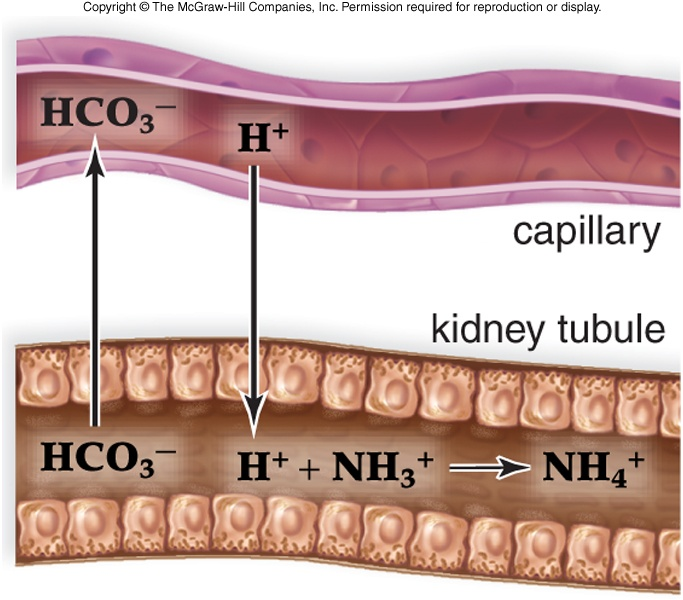 Copyright © The McGraw-Hill Companies, Inc. Permission required for reproduction or display.
HCO₃⁻
H⁺
capillary
kidney tubule
HCO₃⁻
H⁺ + NH₃⁺ → NH₄⁺